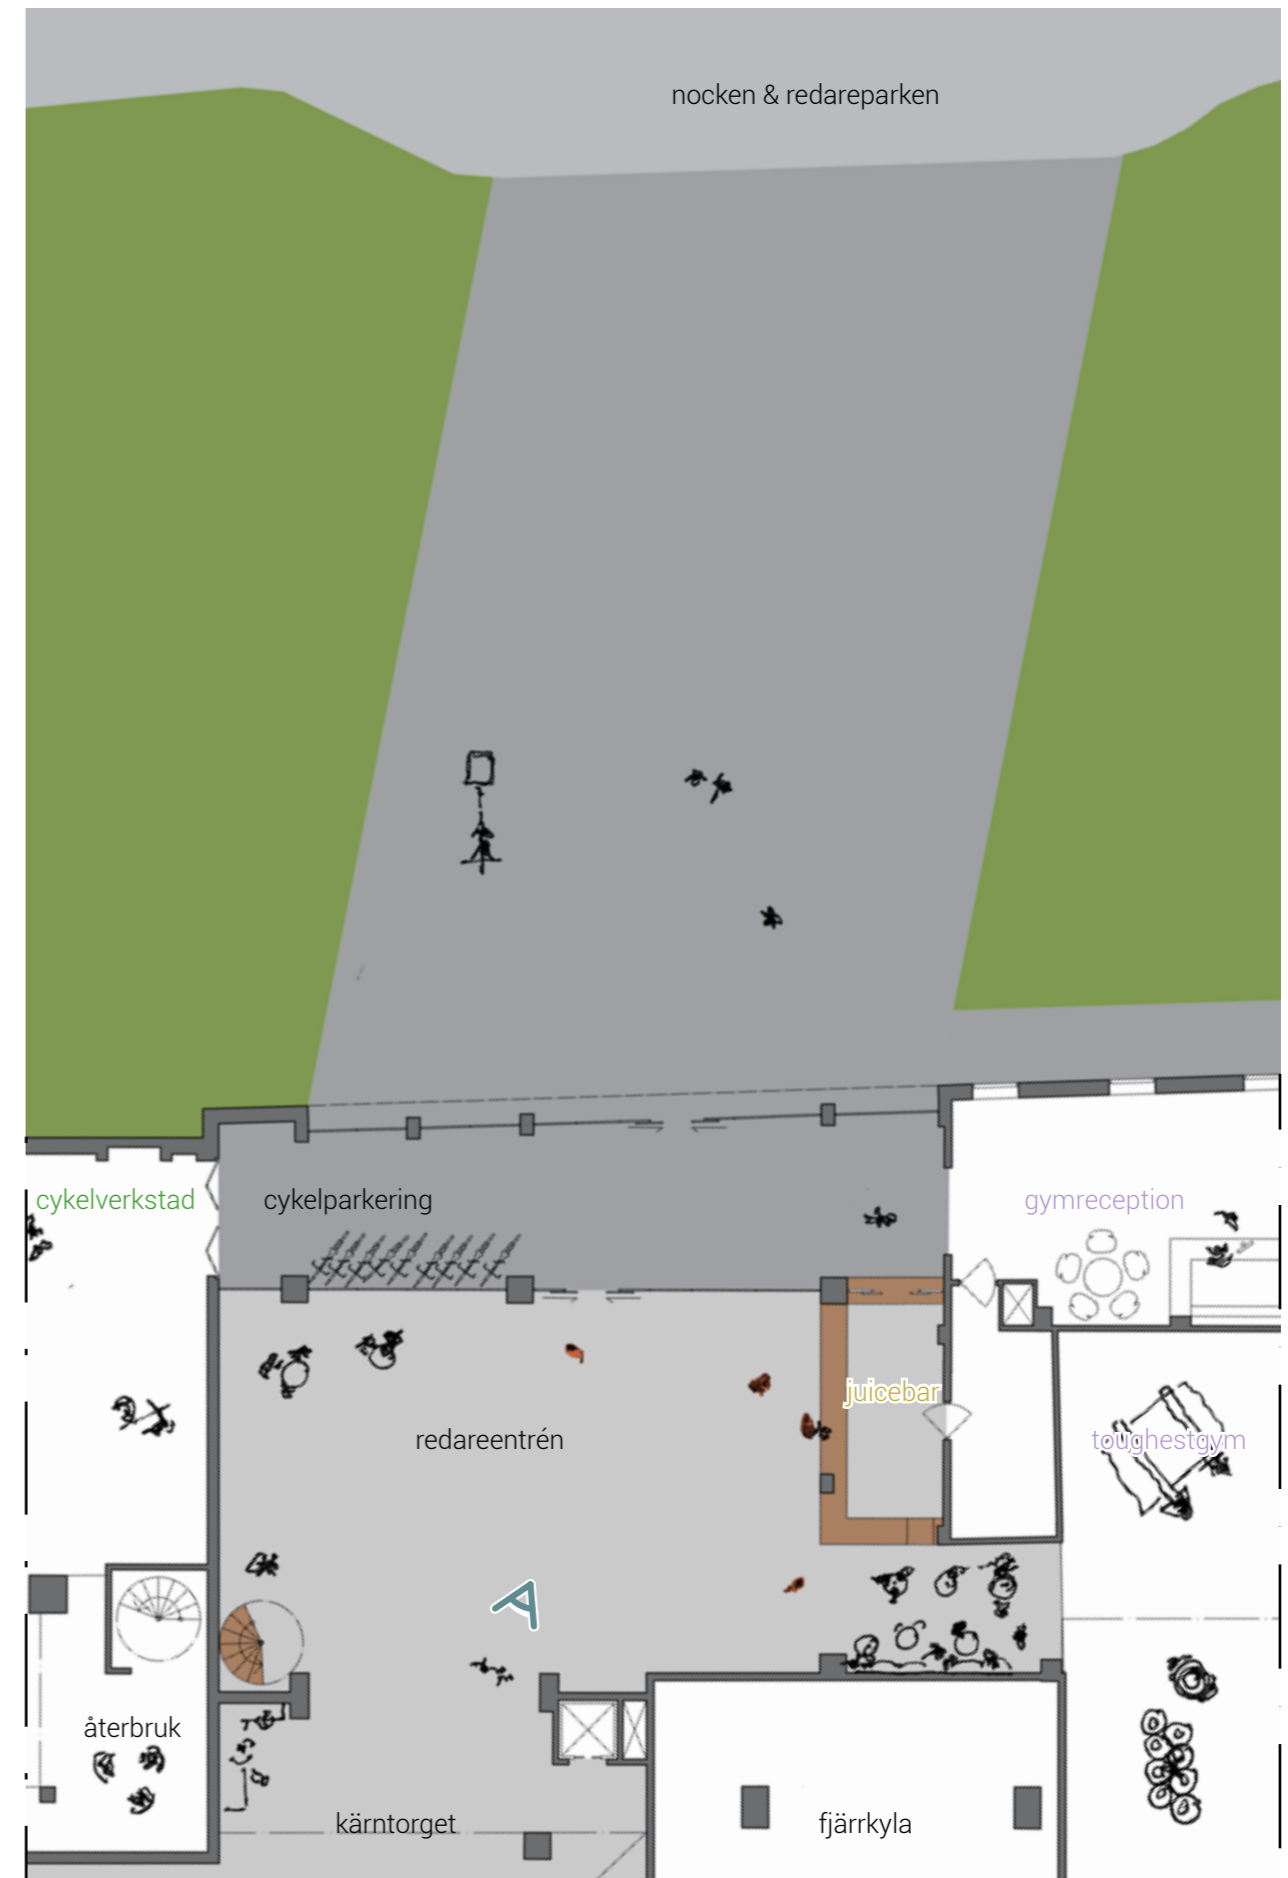 nocken & redareparken
cykelverkstad
cykelparkering
gymreception
juicebar
redareentrén
toughestgym
A
återbruk
kärntorget
fjärrkyla